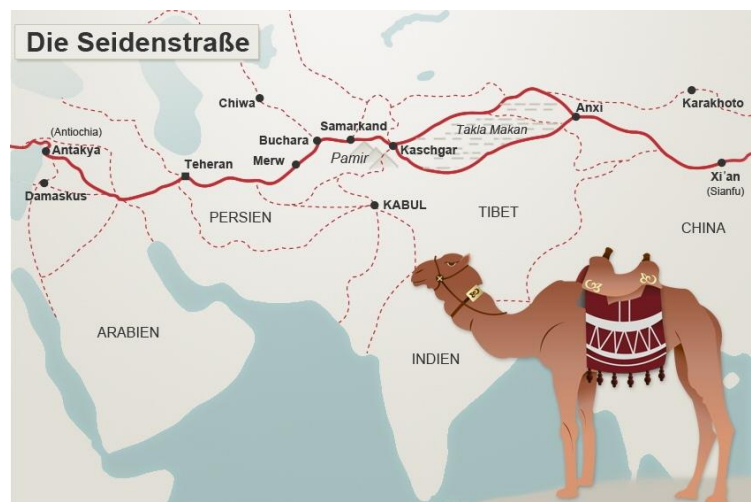 Die Seidenstraße
Chiwa
Karakhoto
(Antiochia)
Antakya
Buchara
Samarkand
Takla Makan
Anxi
Teheran
Merw
Pamir
Kaschgar
Xi´an
(Sianfu)
Damaskus
PERSIEN
KABUL
TIBET
CHINA
ARABIEN
INDIEN